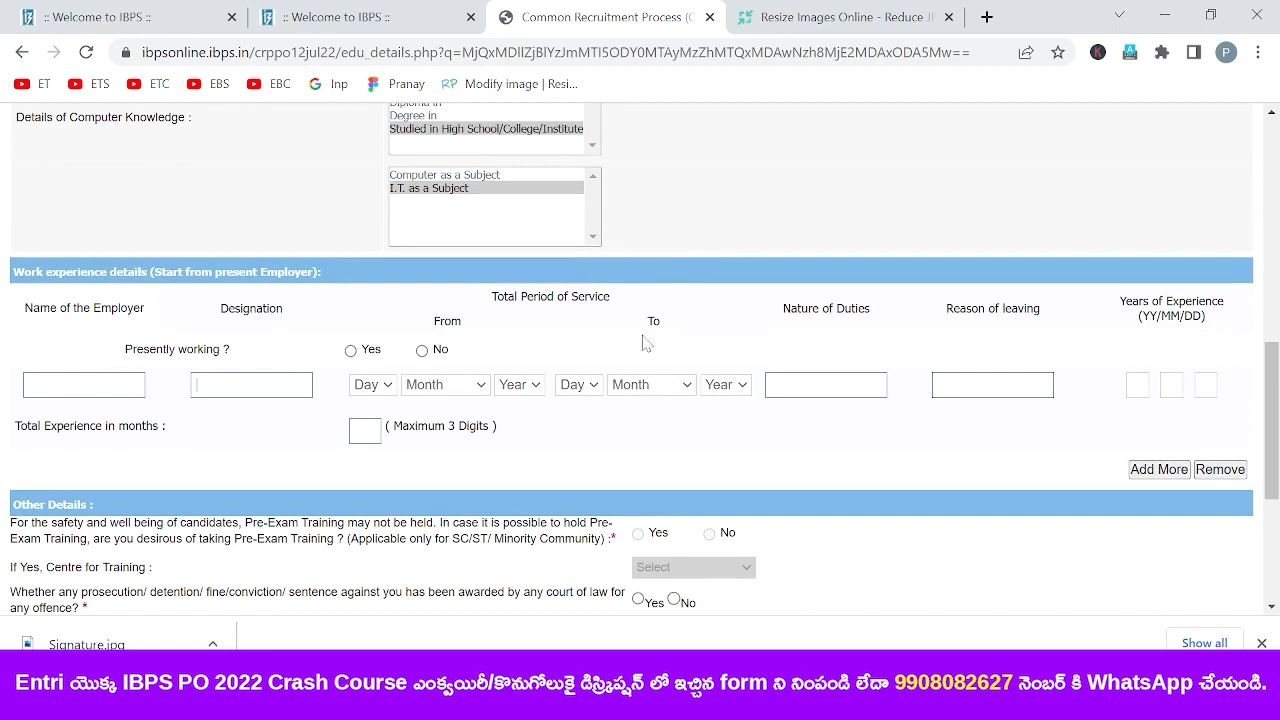 :: Welcome to IBPS ::
:: Welcome to IBPS ::
Common Recruitment Process (C
Resize Images Online - Reduce JP
ibpsonline.ibps.in/crppo12jul22/edu_details.php?q=MjQxMDlDZjBlYzJmMTI5ODY0MTAyMzZhMTQxMDAwNzh8MjE2MDAxODA5Mw==
ET
ETS
ETC
EBS
EBC
Inp
Pranay
Modify image | Resi...
Diploma in
Details of Computer Knowledge :
Degree in
Studied in High School/College/Institute
Computer as a Subject
I.T. as a Subject
Work experience details (Start from present Employer):
Name of the Employer
Designation
Total Period of Service
From
To
Nature of Duties
Reason of leaving
Years of Experience
(YY/MM/DD)
Presently working ?
Yes
No
Day
Month
Year
Day
Month
Year
Total Experience in months :
( Maximum 3 Digits )
Add More
Remove
Other Details :
For the safety and well being of candidates, Pre-Exam Training may not be held. In case it is possible to hold Pre-
Exam Training, are you desirous of taking Pre-Exam Training ? (Applicable only for SC/ST/ Minority Community) :*
Yes
No
If Yes, Centre for Training :
Select
Whether any prosecution/ detention/ fine/conviction/ sentence against you has been awarded by any court of law for
any offence? *
Yes
No
Signature.jpg
Show all
Entri యొక్క IBPS PO 2022 Crash Course ఎంక్వయిరీ/కొనుగోలుకై డిస్క్రిప్షన్ లో ఇచ్చిన form ని నింపండి లేదా 9908082627 నెంబర్ కి WhatsApp చేయండి.